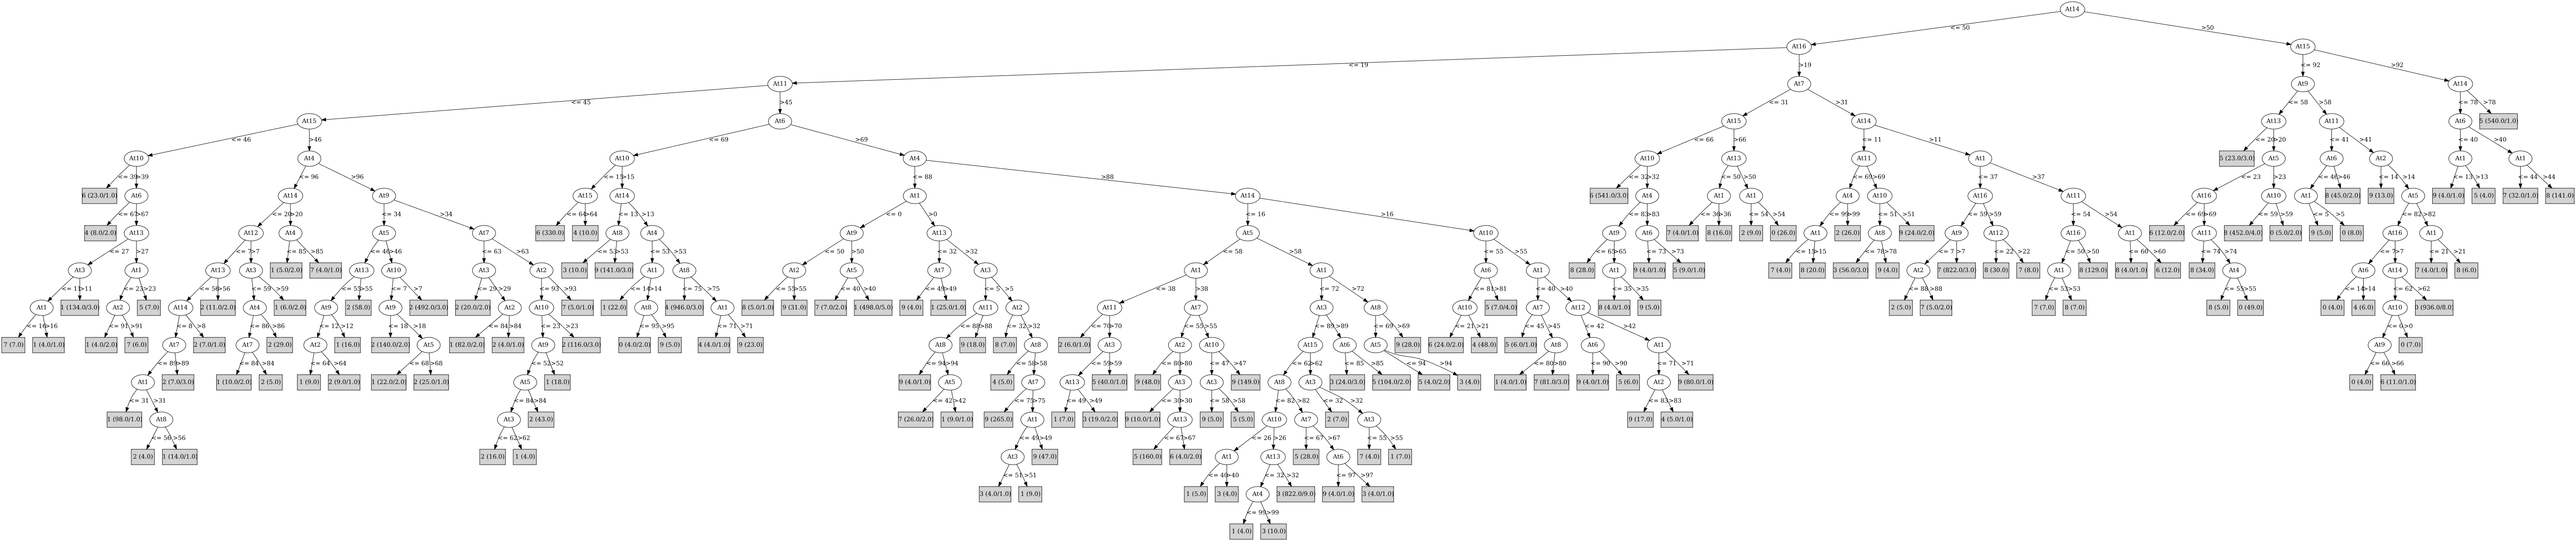 At14
<= 50 >50
At16 At15
<= 19 >19 <= 92 >92
At11 At7 At9 At14
<= 45 >45 <= 31 >31 <= 58 >58 <= 78 >78
At15 At6 At15 At14 At13 At11 At6 5 (540.0/1.0)
<= 46 >46 <= 69 >69 <= 66 >66 <= 11 >11 <= 20 >20 <= 41 >41 <= 40 >40
At10 At4 At10 At4 At10 At13 At11 At1 5 (23.0/3.0) At5 At6 At2 At1 At1
<= 39 >39 <= 96 >96 <= 15 >15 <= 88 >88 <= 32 >32 <= 50 >50 <= 69 >69 <= 37 >37 <= 23 >23 <= 46 >46 <= 14 >14 <= 13 >13 <= 44 >44
6 (23.0/1.0) At6 At14 At9 At15 At14 At1 At14 6 (541.0/3.0) At4 At1 At1 At4 At10 At16 At11 At16 At10 At1 8 (45.0/2.0) 9 (13.0) At5 9 (4.0/1.0) 5 (4.0) 7 (32.0/1.0) 8 (141.0)
<= 67 >67 <= 20 >20 <= 34 >34 <= 64 >64 <= 13 >13 <= 0 >0 <= 16 >16 <= 83 >83 <= 36 >36 <= 54 >54 <= 99 >99 <= 51 >51 <= 59 >59 <= 54 >54 <= 69 >69 <= 59 >59 <= 5 >5 <= 82 >82
4 (8.0/2.0) At13 At12 At4 At5 At7 6 (330.0) 4 (10.0) At8 At4 At9 At13 At5 At10 At9 At6 7 (4.0/1.0) 8 (16.0) 2 (9.0) 0 (26.0) At1 2 (26.0) At8 9 (24.0/2.0) At9 At12 At16 At1 6 (12.0/2.0) At11 8 (452.0/4.0) 0 (5.0/2.0) 9 (5.0) 0 (8.0) At16 At1
<= 27 >27 <= 7 >7 <= 85 >85 <= 46 >46 <= 63 >63 <= 53 >53 <= 53 >53 <= 50 >50 <= 32 >32 <= 58 >58 <= 55 >55 <= 65 >65 <= 73 >73 <= 15 >15 <= 78 >78 <= 7 >7 <= 22 >22 <= 50 >50 <= 60 >60 <= 74 >74 <= 7 >7 <= 21 >21
At3 At1 At13 At3 1 (5.0/2.0) 7 (4.0/1.0) At13 At10 At3 At2 3 (10.0) 9 (141.0/3.0) At1 At8 At2 At5 At7 At3 At1 At1 At6 At1 8 (28.0) At1 9 (4.0/1.0) 5 (9.0/1.0) 7 (4.0) 8 (20.0) 3 (56.0/3.0) 9 (4.0) At2 7 (822.0/3.0) 8 (30.0) 7 (8.0) At1 8 (129.0) 8 (4.0/1.0) 6 (12.0) 8 (34.0) At4 At6 At14 7 (4.0/1.0) 8 (6.0)
<= 11 >11 <= 23 >23 <= 56 >56 <= 59 >59 <= 55 >55 <= 7 >7 <= 29 >29 <= 93 >93 <= 14 >14 <= 75 >75 <= 55 >55 <= 40 >40 <= 49 >49 <= 5 >5 <= 38 >38 <= 72 >72 <= 81 >81 <= 40 >40 <= 35 >35 <= 88 >88 <= 53 >53 <= 55 >55 <= 14 >14 <= 62 >62
At1 1 (134.0/3.0) At2 5 (7.0) At14 2 (11.0/2.0) At4 1 (6.0/2.0) At9 2 (58.0) At9 2 (492.0/3.0) 2 (20.0/2.0) At2 At10 7 (5.0/1.0) 1 (22.0) At8 4 (946.0/3.0) At1 8 (5.0/1.0) 9 (31.0) 7 (7.0/2.0) 1 (498.0/5.0) 9 (4.0) 1 (25.0/1.0) At11 At2 At11 At7 At3 At8 At10 5 (7.0/4.0) At7 At12 8 (4.0/1.0) 9 (5.0) 2 (5.0) 7 (5.0/2.0) 7 (7.0) 8 (7.0) 8 (5.0) 0 (49.0) 0 (4.0) 4 (6.0) At10 0 (936.0/8.0)
<= 16 >16 <= 91 >91 <= 8 >8 <= 86 >86 <= 12 >12 <= 18 >18 <= 84 >84 <= 23 >23 <= 95 >95 <= 71 >71 <= 88 >88 <= 32 >32 <= 70 >70 <= 55 >55 <= 89 >89 <= 69 >69 <= 21 >21 <= 45 >45 <= 42 >42 <= 0 >0
7 (7.0) 1 (4.0/1.0) 1 (4.0/2.0) 7 (6.0) At7 2 (7.0/1.0) At7 2 (29.0) At2 1 (16.0) 2 (140.0/2.0) At5 1 (82.0/2.0) 2 (4.0/1.0) At9 2 (116.0/3.0) 0 (4.0/2.0) 9 (5.0) 4 (4.0/1.0) 9 (23.0) At8 9 (18.0) 8 (7.0) At8 2 (6.0/1.0) At3 At2 At10 At15 At6 At5 9 (28.0) 6 (24.0/2.0) 4 (48.0) 5 (6.0/1.0) At8 At6 At1 At9 0 (7.0)
<= 89 >89 <= 84 >84 <= 64 >64 <= 68 >68 <= 52 >52 <= 94 >94 <= 58 >58 <= 59 >59 <= 80 >80 <= 47 >47 <= 62 >62 <= 85 >85 <= 94 >94 <= 80 >80 <= 90 >90 <= 71 >71 <= 66 >66
At1 2 (7.0/3.0) 1 (10.0/2.0) 2 (5.0) 1 (9.0) 2 (9.0/1.0) 1 (22.0/2.0) 2 (25.0/1.0) At5 1 (18.0) 9 (4.0/1.0) At5 4 (5.0) At7 At13 5 (40.0/1.0) 9 (48.0) At3 At3 9 (149.0) At8 At3 3 (24.0/3.0) 5 (104.0/2.0) 5 (4.0/2.0) 3 (4.0) 1 (4.0/1.0) 7 (81.0/3.0) 9 (4.0/1.0) 5 (6.0) At2 9 (80.0/1.0) 0 (4.0) 6 (11.0/1.0)
<= 31 >31 <= 84 >84 <= 42 >42 <= 75 >75 <= 49 >49 <= 30 >30 <= 58 >58 <= 82 >82 <= 32 >32 <= 83 >83
1 (98.0/1.0) At8 At3 2 (43.0) 7 (26.0/2.0) 1 (9.0/1.0) 9 (265.0) At1 1 (7.0) 3 (19.0/2.0) 9 (10.0/1.0) At13 9 (5.0) 5 (5.0) At10 At7 2 (7.0) At3 9 (17.0) 4 (5.0/1.0)
<= 56 >56 <= 62 >62 <= 49 >49 <= 67 >67 <= 26 >26 <= 67 >67 <= 55 >55
2 (4.0) 1 (14.0/1.0) 2 (16.0) 1 (4.0) At3 9 (47.0) 5 (160.0) 6 (4.0/2.0) At1 At13 5 (28.0) At6 7 (4.0) 1 (7.0)
<= 51 >51 <= 40 >40 <= 32 >32 <= 97 >97
3 (4.0/1.0) 1 (9.0) 1 (5.0) 3 (4.0) At4 3 (822.0/9.0) 9 (4.0/1.0) 3 (4.0/1.0)
<= 99 >99
1 (4.0) 3 (10.0)